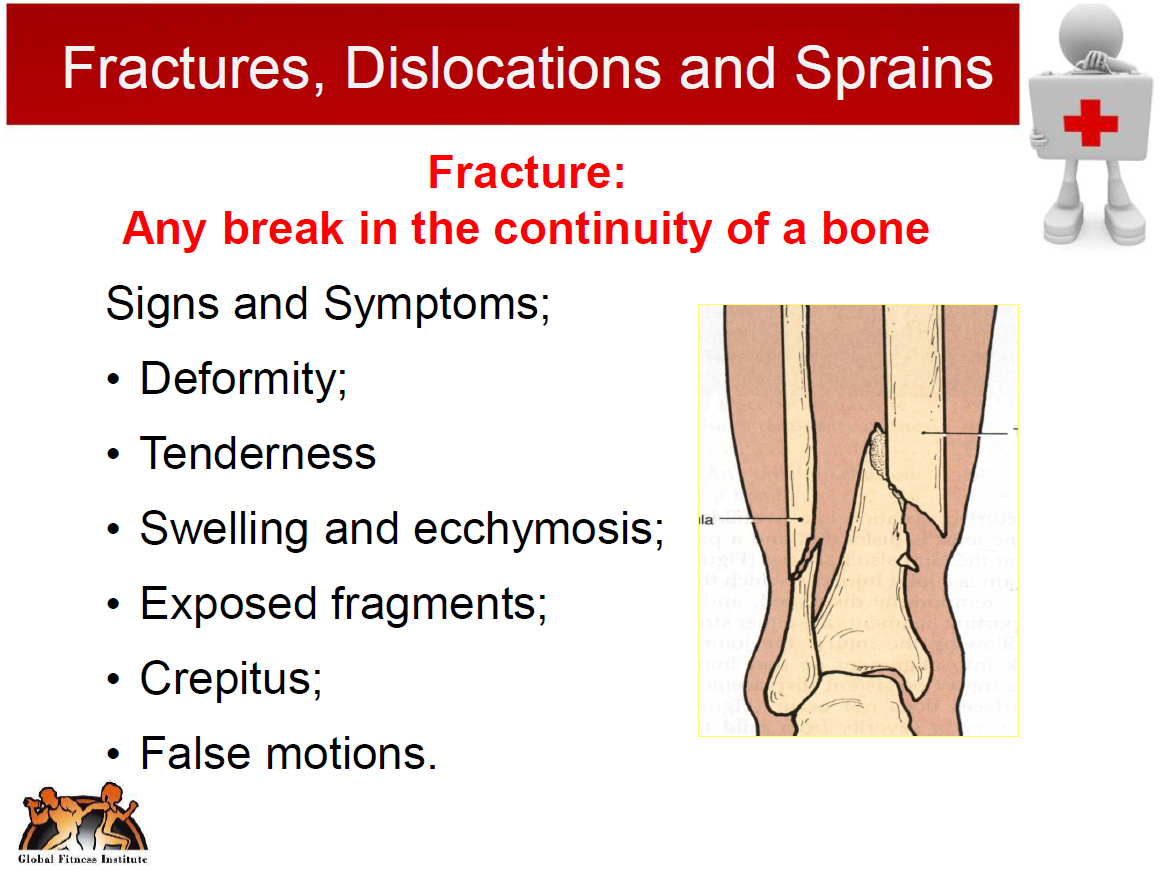 Fractures, Dislocations and Sprains
Fracture:
Any break in the continuity of a bone
Signs and Symptoms;
• Deformity;
• Tenderness
• Swelling and ecchymosis;
• Exposed fragments;
• Crepitus;
• False motions.
ula
Global Fitness Institute